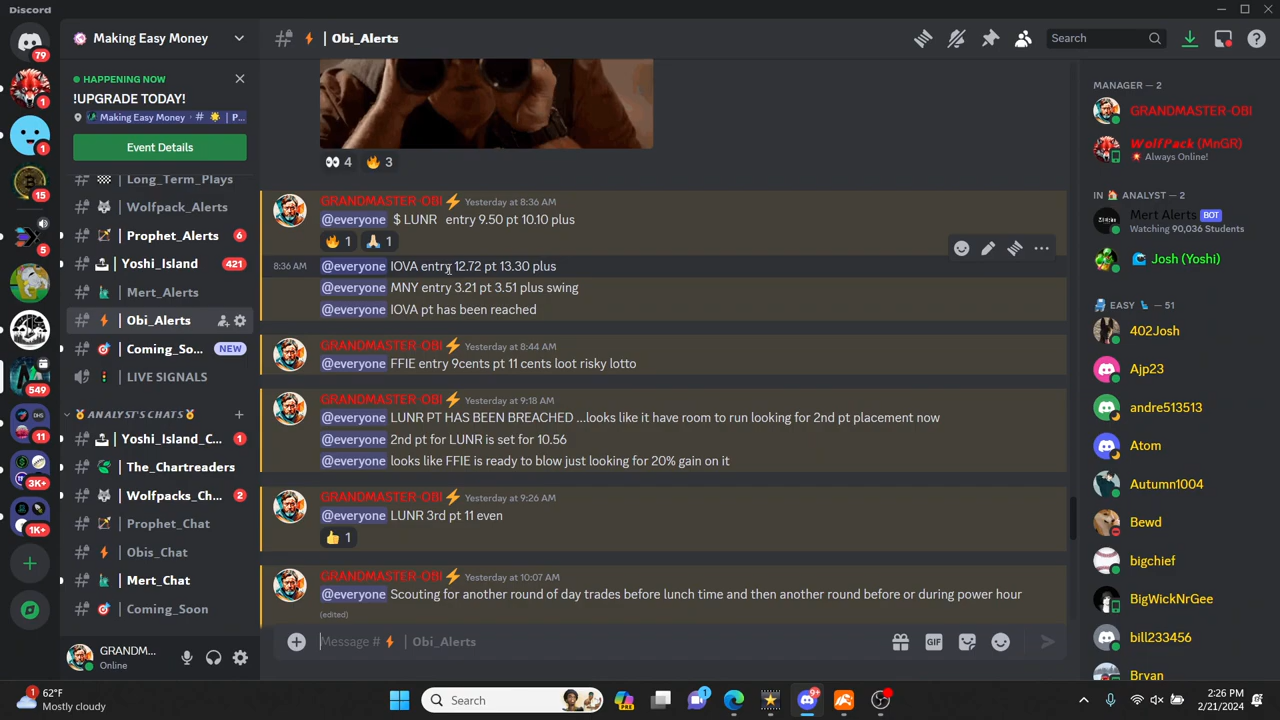 Discord
79
1
1
15
5
549
11
3K+
1K+
Making Easy Money
HAPPENING NOW
!UPGRADE TODAY!
Making Easy Money · # | P...
Event Details
Long_Term_Plays
| Wolfpack_Alerts
| Prophet_Alerts 6
| Yoshi_Island 421
| Mert_Alerts
| Obi_Alerts
| Coming_So... NEW
| LIVE SIGNALS
ANALYST'S CHATS
| Yoshi_Island_C... 1
| The_Chartreaders
| Wolfpacks_Ch... 2
| Prophet_Chat
| Obis_Chat
| Mert_Chat
| Coming_Soon
GRANDM...
Online
| Obi_Alerts
Search
4
3
GRANDMASTER-OBI Yesterday at 8:36 AM
@everyone $ LUNR entry 9.50 pt 10.10 plus
1
1
8:36 AM @everyone IOVA entry 12.72 pt 13.30 plus
@everyone MNY entry 3.21 pt 3.51 plus swing
@everyone IOVA pt has been reached
GRANDMASTER-OBI Yesterday at 8:44 AM
@everyone FFIE entry 9cents pt 11 cents loot risky lotto
GRANDMASTER-OBI Yesterday at 9:18 AM
@everyone LUNR PT HAS BEEN BREACHED ...looks like it have room to run looking for 2nd pt placement now
@everyone 2nd pt for LUNR is set for 10.56
@everyone looks like FFIE is ready to blow just looking for 20% gain on it
GRANDMASTER-OBI Yesterday at 9:26 AM
@everyone LUNR 3rd pt 11 even
1
GRANDMASTER-OBI Yesterday at 10:07 AM
@everyone Scouting for another round of day trades before lunch time and then another round before or during power hour
(edited)
Message # | Obi_Alerts
GIF
MANAGER — 2
GRANDMASTER-OBI
WolfPack (MnGR)
Always Online!
IN ANALYST — 2
Mert Alerts BOT
Watching 90,036 Students
Josh (Yoshi)
EASY — 51
402Josh
Ajp23
andre513513
Atom
Autumn1004
Bewd
bigchief
BigWickNrGee
bill233456
Bryan
1
62°F
Mostly cloudy
Search
PRE
1
9+
2:26 PM
2/21/2024